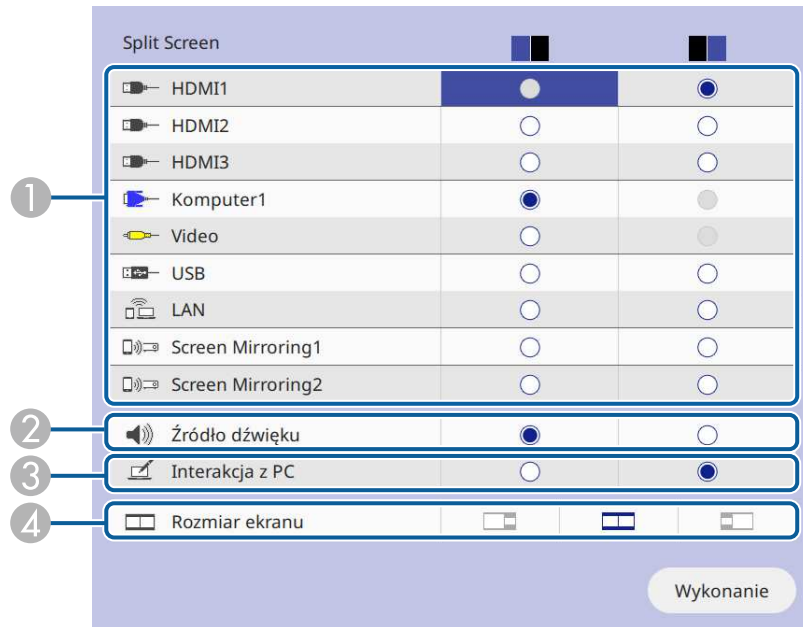 Split Screen
HDMI1
HDMI2
HDMI3
1
Komputer1
Video
USB
LAN
Screen Mirroring1
Screen Mirroring2
2
Źródło dźwięku
3
Interakcja z PC
4
Rozmiar ekranu
Wykonanie